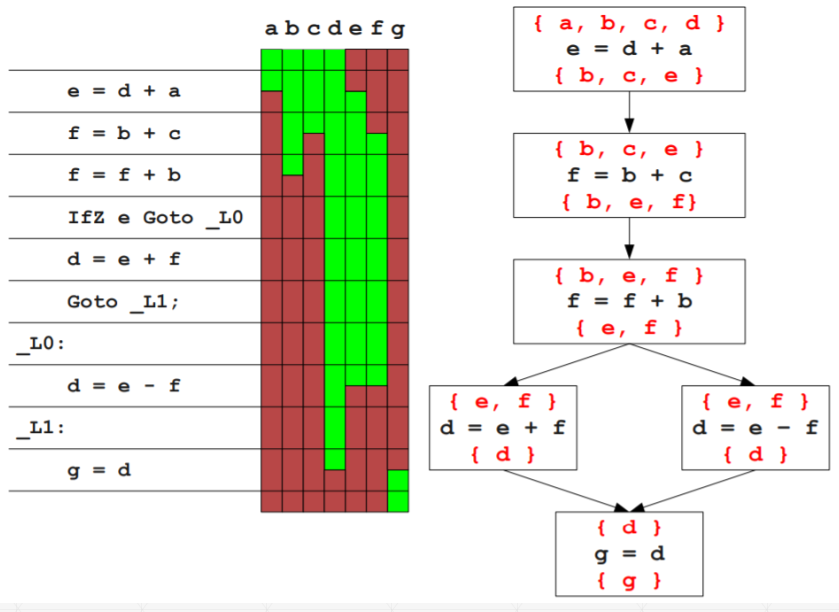 a b c d e f g
e = d + a
f = b + c
f = f + b
IfZ e Goto _L0
d = e + f
Goto _L1;
_L0:
d = e - f
_L1:
g = d
{ a, b, c, d }
e = d + a
{ b, c, e }
{ b, c, e }
f = b + c
{ b, e, f}
{ b, e, f }
f = f + b
{ e, f }
{ e, f }
d = e + f
{ d }
{ e, f }
d = e - f
{ d }
{ d }
g = d
{ g }